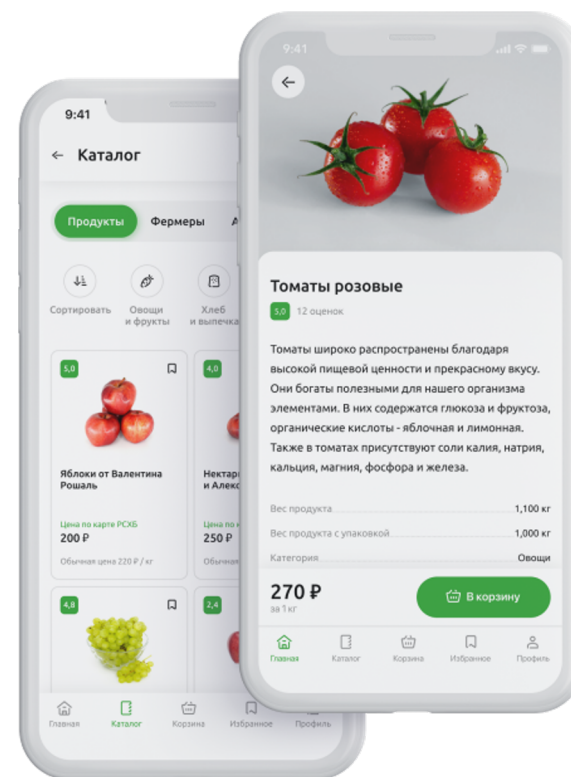 9:41
Каталог
Продукты
Фермеры
Сортировать
Овощи
и фрукты
Хлеб
и выпечка
5,0
4,0
Яблоки от Валентина
Рошаль
Цена по карте РСХБ
200 ₽
Обычная цена 220 ₽ / кг
Цена по
250 ₽
Обычная
4,8
2,4
Главная
Каталог
Корзина
Избранное
Профиль
9:41
Томаты розовые
5,0
12 оценок
Томаты широко распространены благодаря
высокой пищевой ценности и прекрасному вкусу.
Они богаты полезными для нашего организма
элементами. В них содержатся глюкоза и фруктоза,
органические кислоты - яблочная и лимонная.
Также в томатах присутствуют соли калия, натрия,
кальция, магния, фосфора и железа.
Вес продукта 1,100 кг
Вес продукта с упаковкой 1,000 кг
Категория Овощи
270 ₽
за 1 кг
В корзину
Главная
Каталог
Корзина
Избранное
Профиль